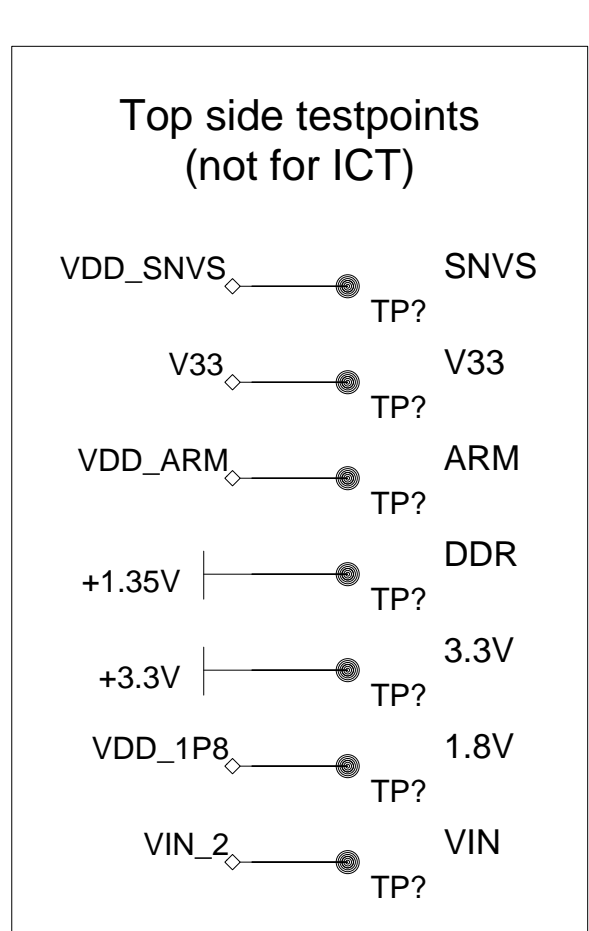 Top side testpoints
(not for ICT)
VDD_SNVS SNVS
TP?
V33 V33
TP?
VDD_ARM ARM
TP?
+1.35V DDR
TP?
+3.3V 3.3V
TP?
VDD_1P8 1.8V
TP?
VIN_2 VIN
TP?